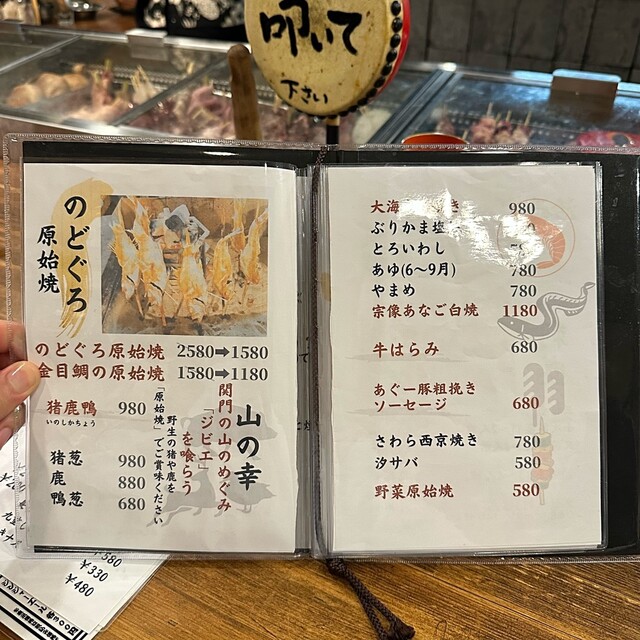 叩いて
下さい
のどぐろ
原始焼
のどぐろ原始焼 2580➡1580
金目鯛の原始焼 1580➡1180
山の幸
関門の山のめぐみ
「ジビエ」
を喰らう
野生の猪や鹿を
「原始焼」でご賞味ください
猪鹿鴨 980
いのしかちょう
猪葱 980
鹿 880
鴨葱 680
大海 き 980
ぶりかま塩
とろいわし
あゆ(6〜9月) 780
やまめ 780
宗像あなご白焼 1180
牛はらみ 680
あぐー豚粗挽き
ソーセージ 680
さわら西京焼き 780
汐サバ 580
野菜原始焼 580
¥580
¥330
¥480